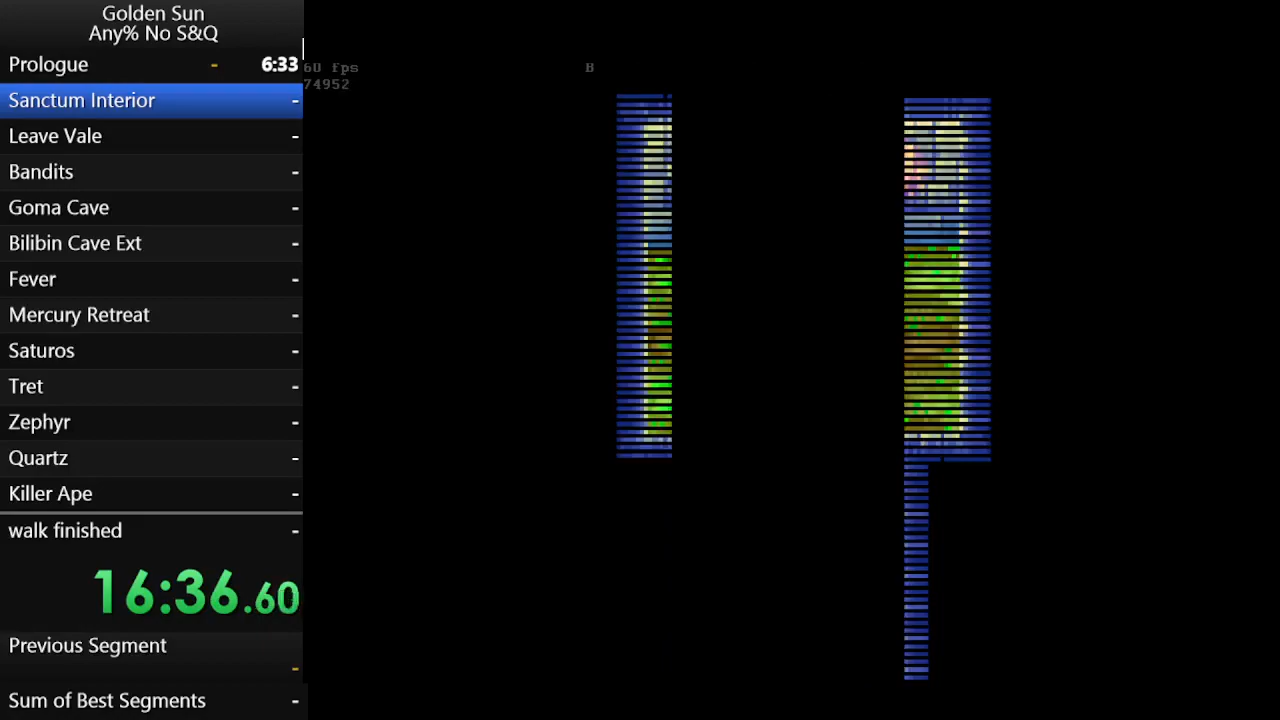 Golden Sun
Any% No S&Q
Prologue - 6:33
60 fps B
74952
Sanctum Interior -
Leave Vale -
Bandits -
Goma Cave -
Bilibin Cave Ext -
Fever -
Mercury Retreat -
Saturos -
Tret -
Zephyr -
Quartz -
Killer Ape -
walk finished -
16:36.60
Previous Segment
-
Sum of Best Segments -